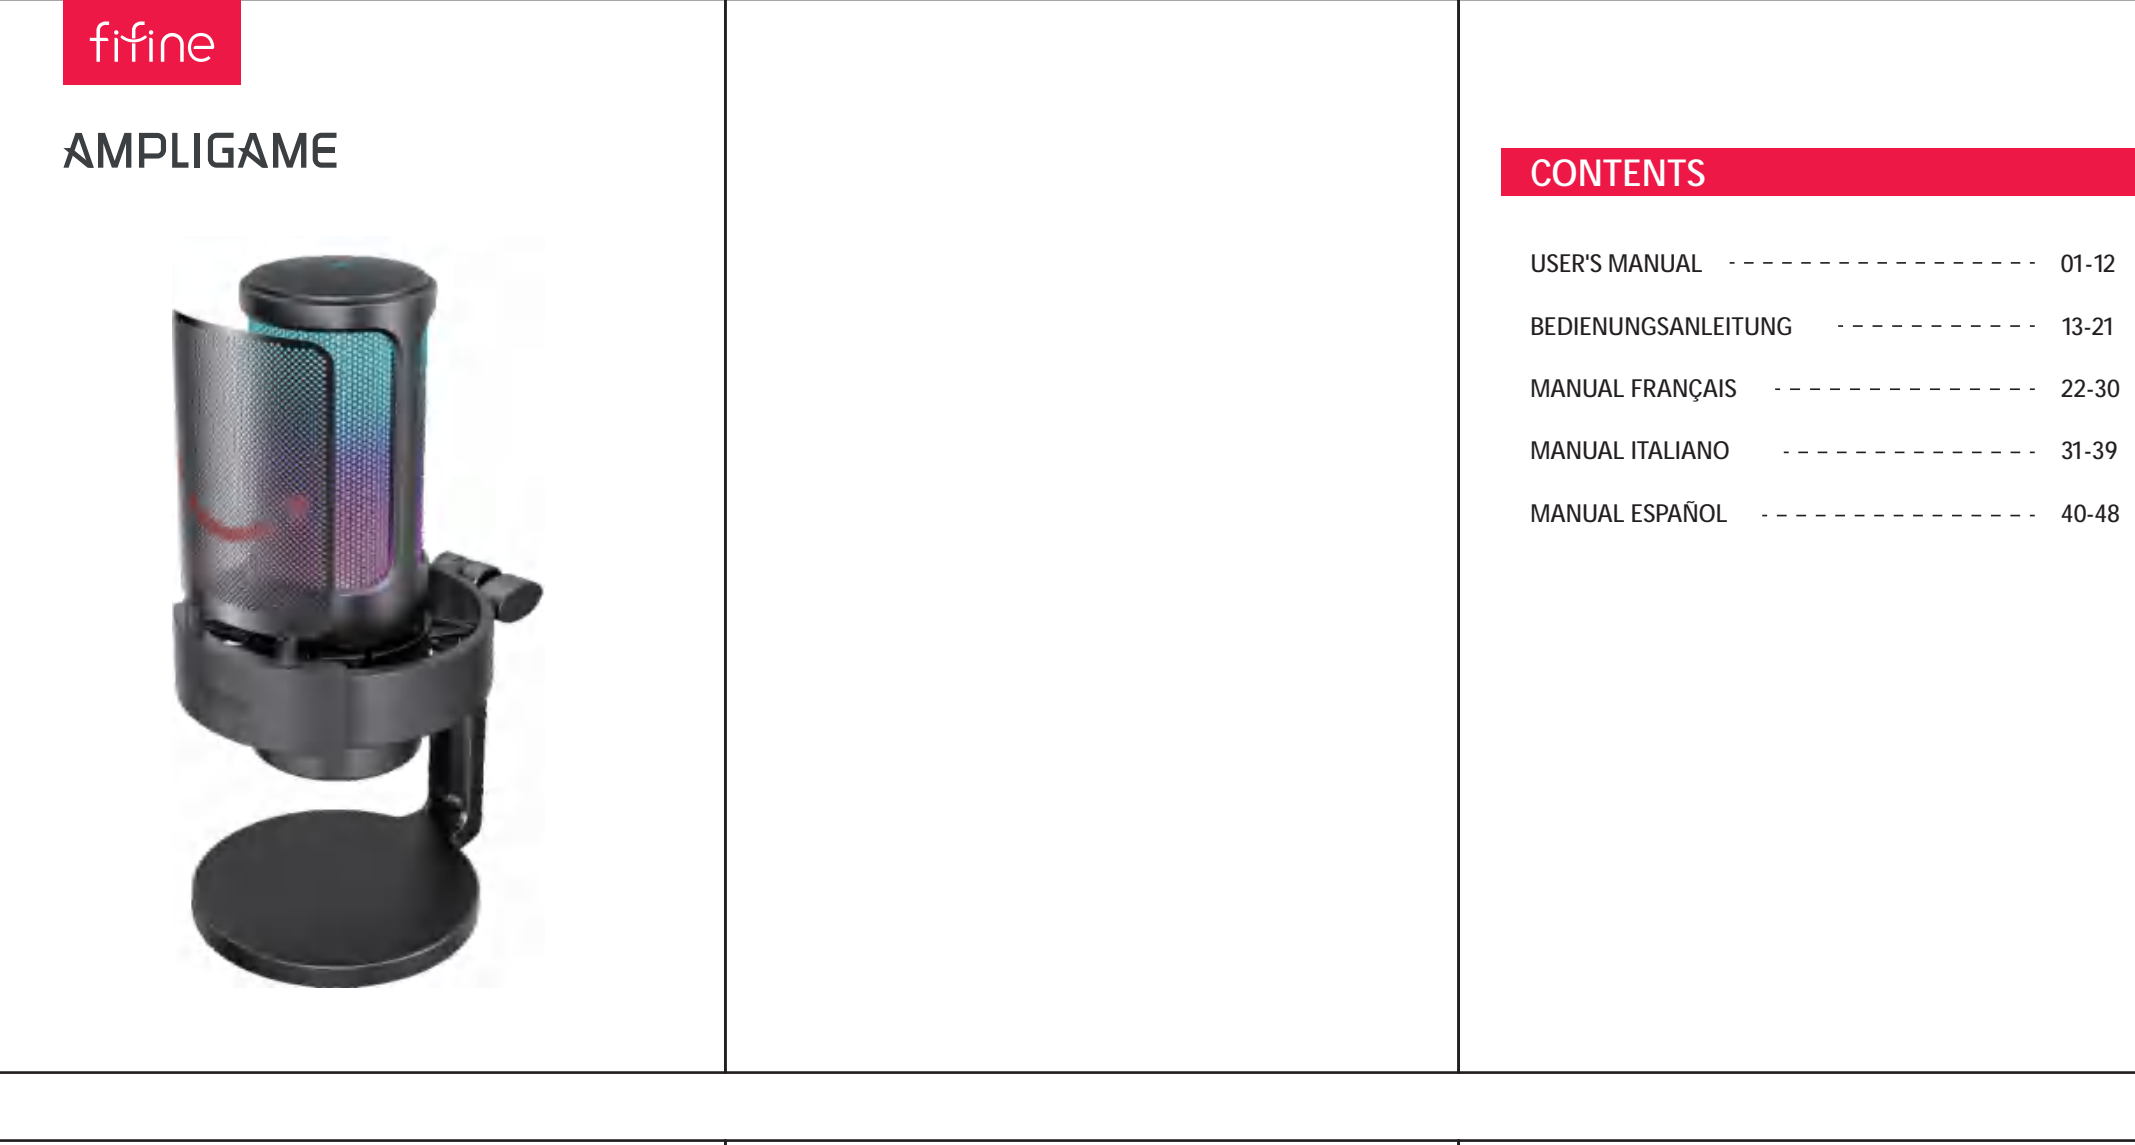 fifine
AMPLIGAME
CONTENTS
USER'S MANUAL 01-12
BEDIENUNGSANLEITUNG 13-21
MANUAL FRANÇAIS 22-30
MANUAL ITALIANO 31-39
MANUAL ESPAÑOL 40-48